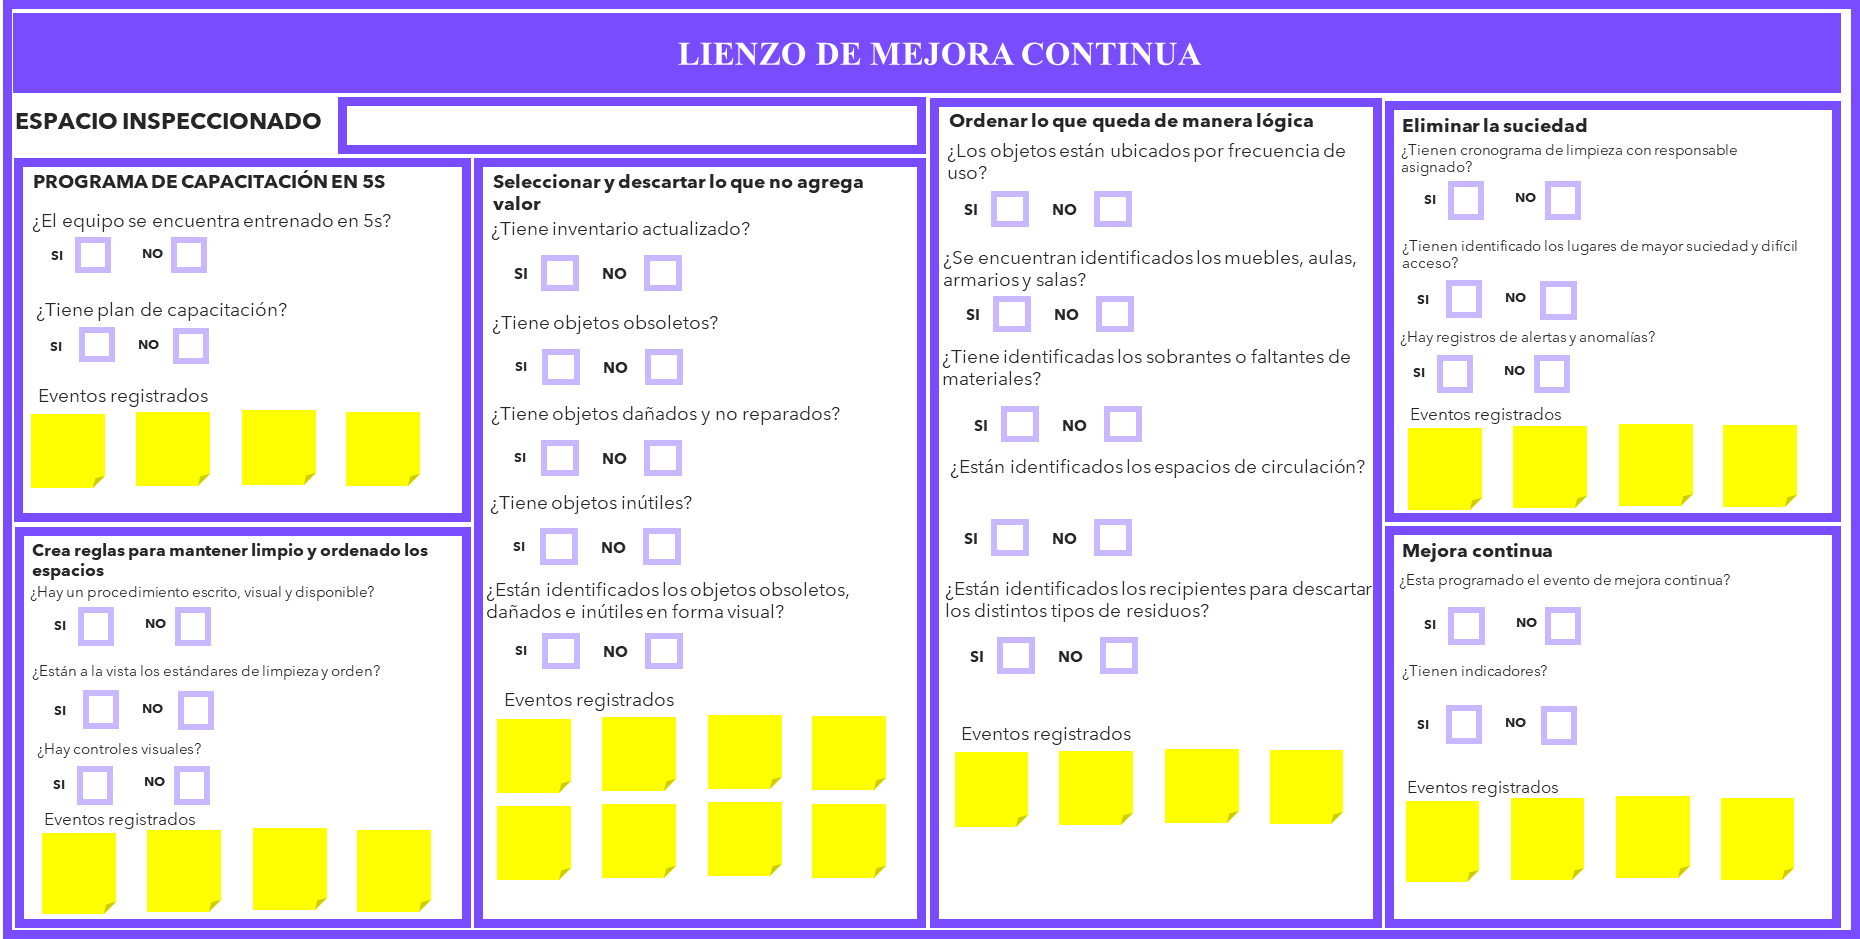 LIENZO DE MEJORA CONTINUA
ESPACIO INSPECCIONADO
PROGRAMA DE CAPACITACIÓN EN 5S
¿El equipo se encuentra entrenado en 5s?
SI NO
¿Tiene plan de capacitación?
SI NO
Eventos registrados
Crea reglas para mantener limpio y ordenado los
espacios
¿Hay un procedimiento escrito, visual y disponible?
SI NO
¿Están a la vista los estándares de limpieza y orden?
SI NO
¿Hay controles visuales?
SI NO
Eventos registrados
Seleccionar y descartar lo que no agrega
valor
¿Tiene inventario actualizado?
SI NO
¿Tiene objetos obsoletos?
SI NO
¿Tiene objetos dañados y no reparados?
SI NO
¿Tiene objetos inútiles?
SI NO
¿Están identificados los objetos obsoletos,
dañados e inútiles en forma visual?
SI NO
Eventos registrados
Ordenar lo que queda de manera lógica
¿Los objetos están ubicados por frecuencia de
uso?
SI NO
¿Se encuentran identificados los muebles, aulas,
armarios y salas?
SI NO
¿Tiene identificadas los sobrantes o faltantes de
materiales?
SI NO
¿Están identificados los espacios de circulación?
SI NO
¿Están identificados los recipientes para descartar
los distintos tipos de residuos?
SI NO
Eventos registrados
Eliminar la suciedad
¿Tienen cronograma de limpieza con responsable
asignado?
SI NO
¿Tienen identificado los lugares de mayor suciedad y difícil
acceso?
SI NO
¿Hay registros de alertas y anomalías?
SI NO
Eventos registrados
Mejora continua
¿Esta programado el evento de mejora continua?
SI NO
¿Tienen indicadores?
SI NO
Eventos registrados